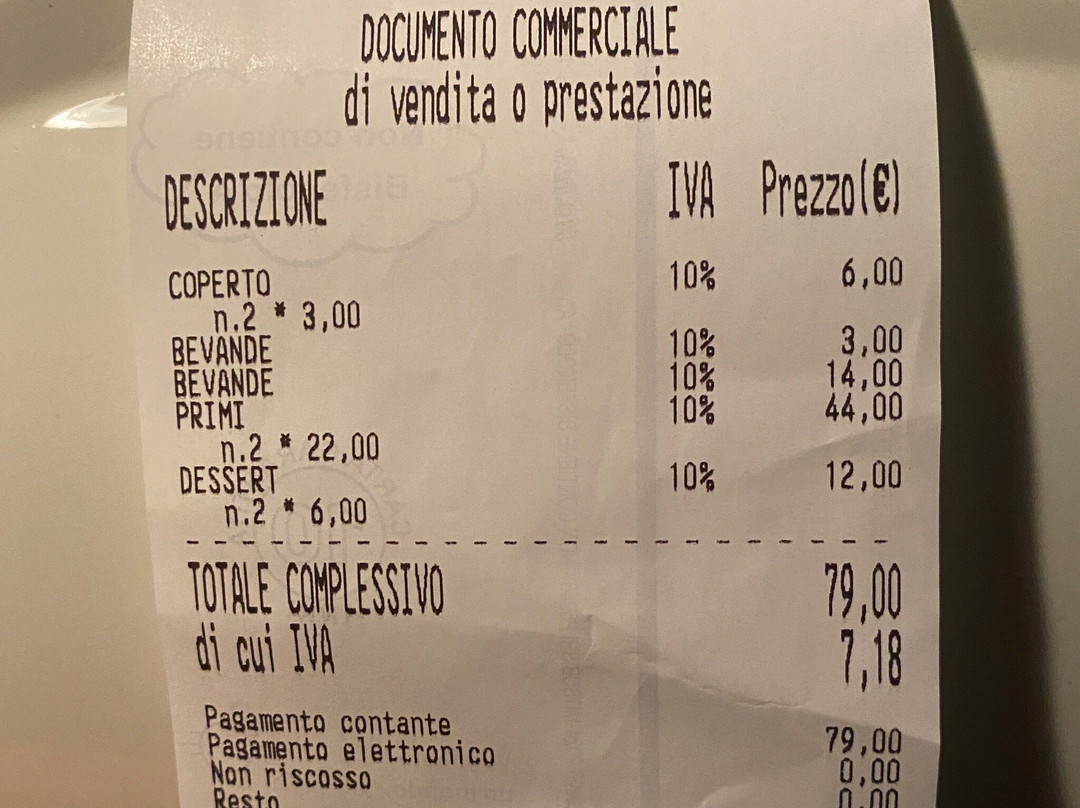 DOCUMENTO COMMERCIALE
di vendita o prestazione
DESCRIZIONE IVA Prezzo(€)
COPERTO 10% 6,00
n.2 * 3,00
BEVANDE 10% 3,00
BEVANDE 10% 14,00
PRIMI 10% 44,00
n.2 * 22,00
DESSERT 10% 12,00
n.2 * 6,00
TOTALE COMPLESSIVO 79,00
di cui IVA 7,18
Pagamento contante
Pagamento elettronico 79,00
Non riscosso 0,00
Resto 0,00